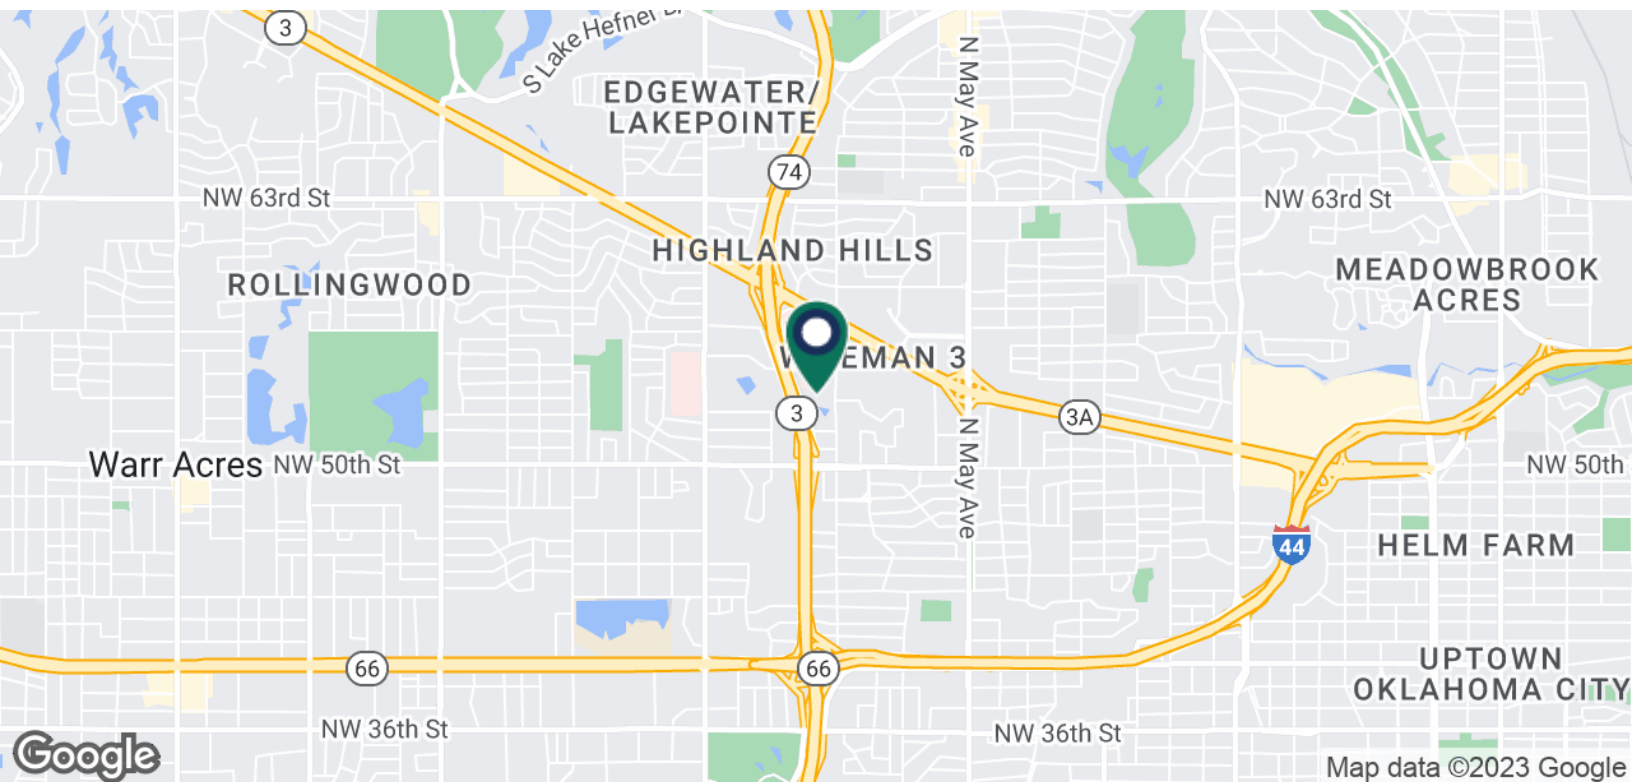 3
S Lake Hefner
EDGEWATER/
LAKEPOINTE
N May Ave
74
NW 63rd St
NW 63rd St
HIGHLAND HILLS
ROLLINGWOOD
MEADOWBROOK
ACRES
3
3
3A
N May Ave
Warr Acres
NW 50th St
NW 50th
44
HELM FARM
66
66
UPTOWN
OKLAHOMA CITY
NW 36th St
NW 36th St
Google
Map data ©2023 Google